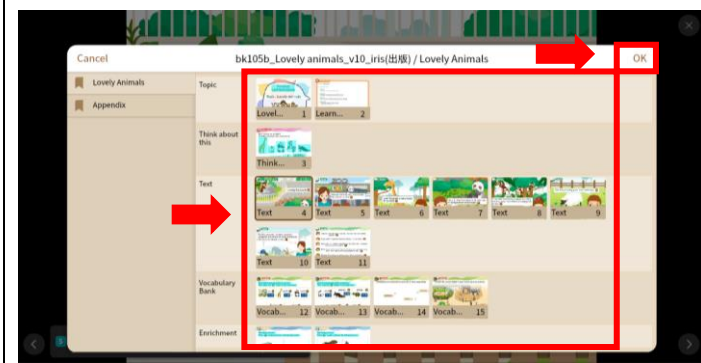 Cancel
bk105b_Lovely animals_v10_iris(出版) / Lovely Animals
OK
Lovely Animals
Appendix
Topic
Lovel... 1
Learn... 2
Think about this
Think... 3
Text
Text 4
Text 5
Text 6
Text 7
Text 8
Text 9
Text 10
Text 11
Vocabulary Bank
Vocab... 12
Vocab... 13
Vocab... 14
Vocab... 15
Enrichment